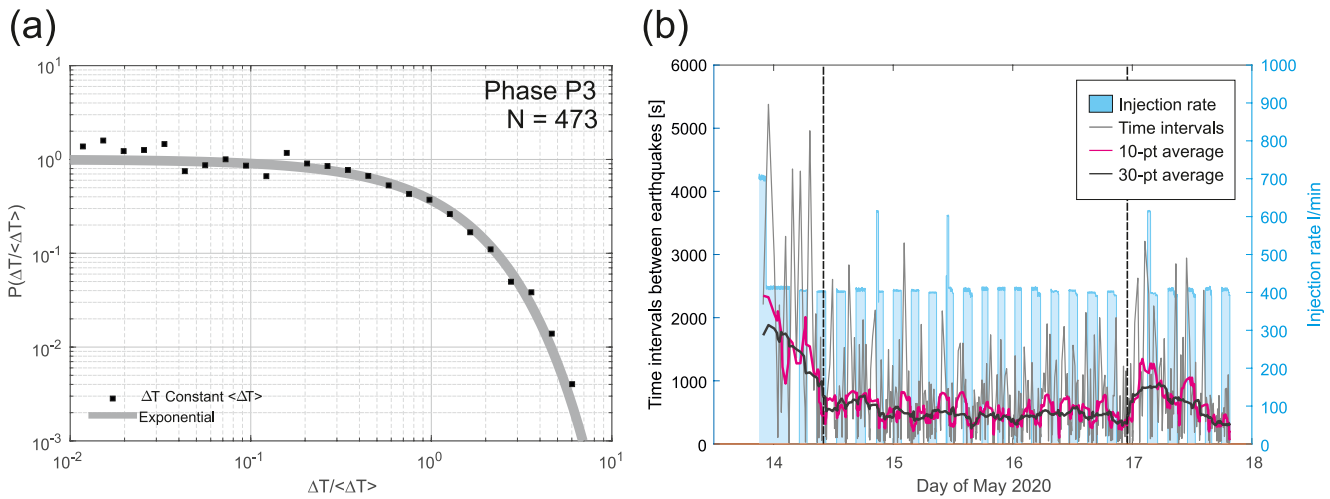 (a)
10^1
10^0
10^-1
10^-2
10^-3
P(ΔT/<ΔT>)
Phase P3
N = 473
ΔT Constant <ΔT>
Exponential
10^-2
10^-1
10^0
10^1
ΔT/<ΔT>
(b)
6000
5000
4000
3000
2000
1000
0
Time intervals between earthquakes [s]
Injection rate
Time intervals
10-pt average
30-pt average
1000
900
800
700
600
500
400
300
200
100
0
Injection rate l/min
14
15
16
17
18
Day of May 2020